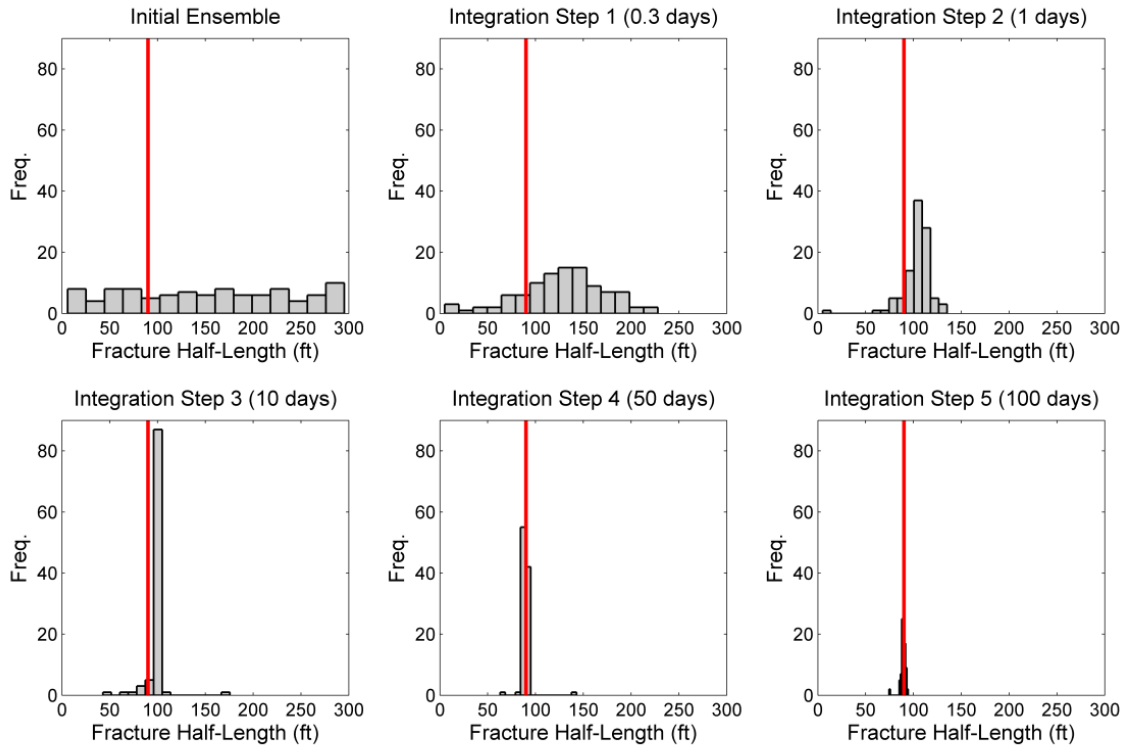 Initial Ensemble
Freq.
80
60
40
20
0
0 50 100 150 200 250 300
Fracture Half-Length (ft)
Integration Step 1 (0.3 days)
Freq.
80
60
40
20
0
0 50 100 150 200 250 300
Fracture Half-Length (ft)
Integration Step 2 (1 days)
Freq.
80
60
40
20
0
0 50 100 150 200 250 300
Fracture Half-Length (ft)
Integration Step 3 (10 days)
Freq.
80
60
40
20
0
0 50 100 150 200 250 300
Fracture Half-Length (ft)
Integration Step 4 (50 days)
Freq.
80
60
40
20
0
0 50 100 150 200 250 300
Fracture Half-Length (ft)
Integration Step 5 (100 days)
Freq.
80
60
40
20
0
0 50 100 150 200 250 300
Fracture Half-Length (ft)